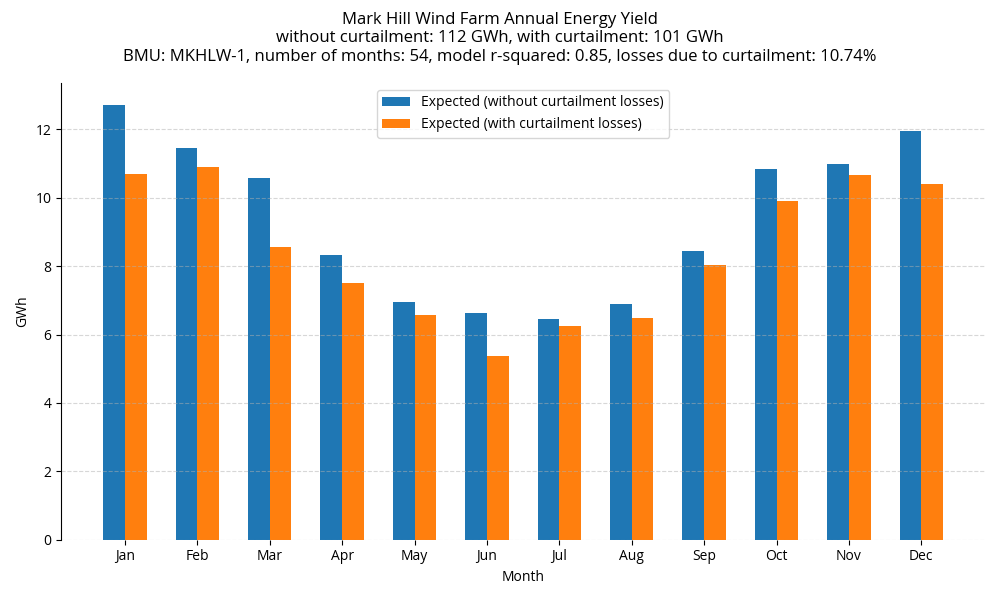 Mark Hill Wind Farm Annual Energy Yield
without curtailment: 112 GWh, with curtailment: 101 GWh
BMU: MKHLW-1, number of months: 54, model r-squared: 0.85, losses due to curtailment: 10.74%
Expected (without curtailment losses)
Expected (with curtailment losses)
12
10
8
6
4
2
0
GWh
Jan Feb Mar Apr May Jun Jul Aug Sep Oct Nov Dec
Month